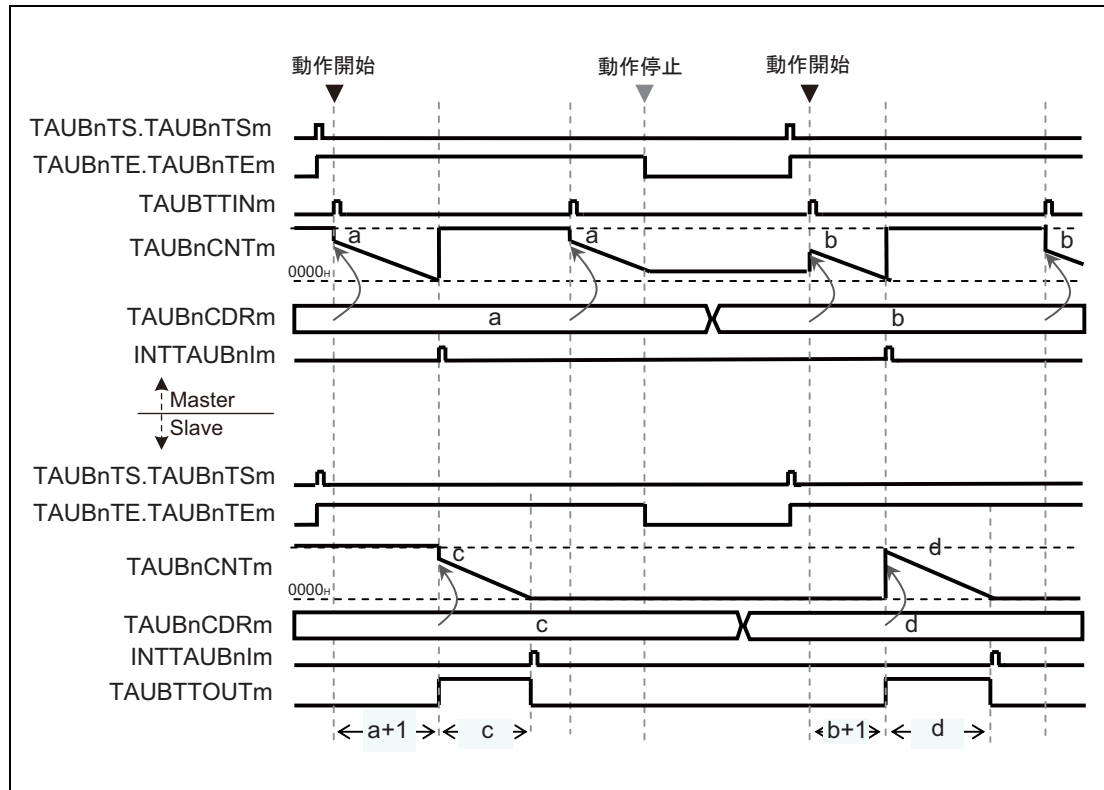 動作開始 動作停止 動作開始
TAUBnTS.TAUBnTSm
TAUBnTE.TAUBnTEm
TAUBTTINm
TAUBnCNTm
a a b b
0000H
TAUBnCDRm
a b
INTTAUBnIm
Master
Slave
TAUBnTS.TAUBnTSm
TAUBnTE.TAUBnTEm
TAUBnCNTm
c d
0000H
TAUBnCDRm
c d
INTTAUBnIm
TAUBTTOUTm
a+1 c b+1 d